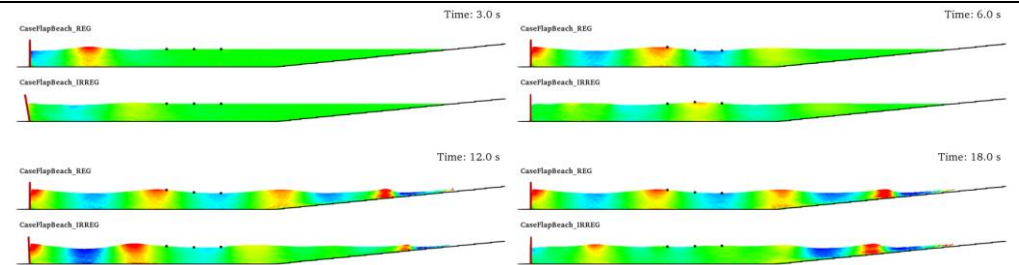 Time: 3.0 s
CaseFlapBeach_REG
CaseFlapBeach_IRREG
Time: 6.0 s
CaseFlapBeach_REG
CaseFlapBeach_IRREG
Time: 12.0 s
CaseFlapBeach_REG
CaseFlapBeach_IRREG
Time: 18.0 s
CaseFlapBeach_REG
CaseFlapBeach_IRREG